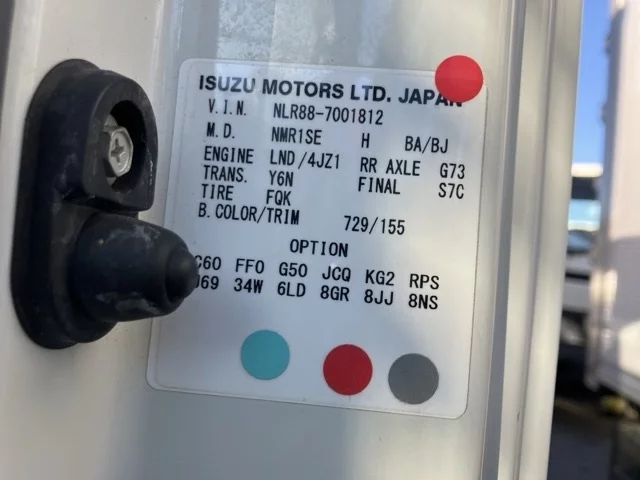 ISUZU MOTORS LTD. JAPAN
V.I.N. NLR88-7001812
M.D. NMR1SE H BA/BJ
ENGINE LND/4JZ1 RR AXLE G73
TRANS. Y6N FINAL S7C
TIRE FQK
B.COLOR/TRIM 729/155
OPTION
C60 FF0 G50 JCQ KG2 RPS
J69 34W 6LD 8GR 8JJ 8NS